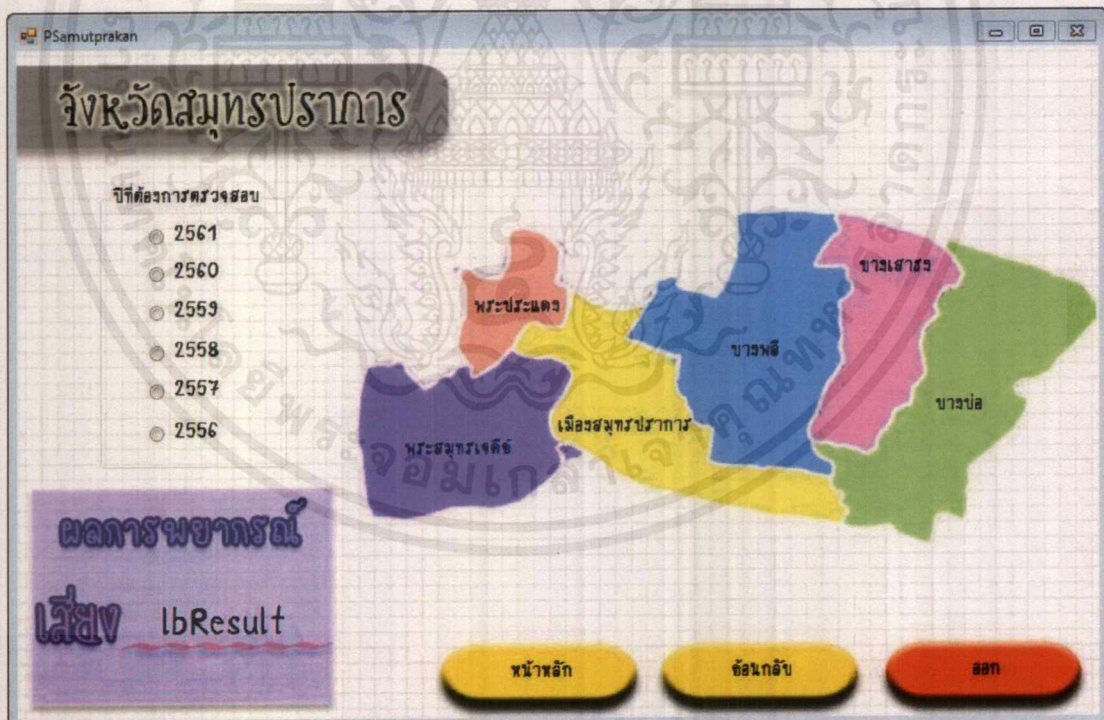 PSamutprakan
จังหวัดสมุทรปราการ
ปีที่ต้องการตรวจสอบ
2561
2560
2559
2558
2557
2556
พระประแดง
บางเสาธง
บางพลี
บางบ่อ
เมืองสมุทรปราการ
พระสมุทรเจดีย์
ผลการพยากรณ์
เสี่ยง lbResult
หน้าหลัก
ย้อนกลับ
ออก